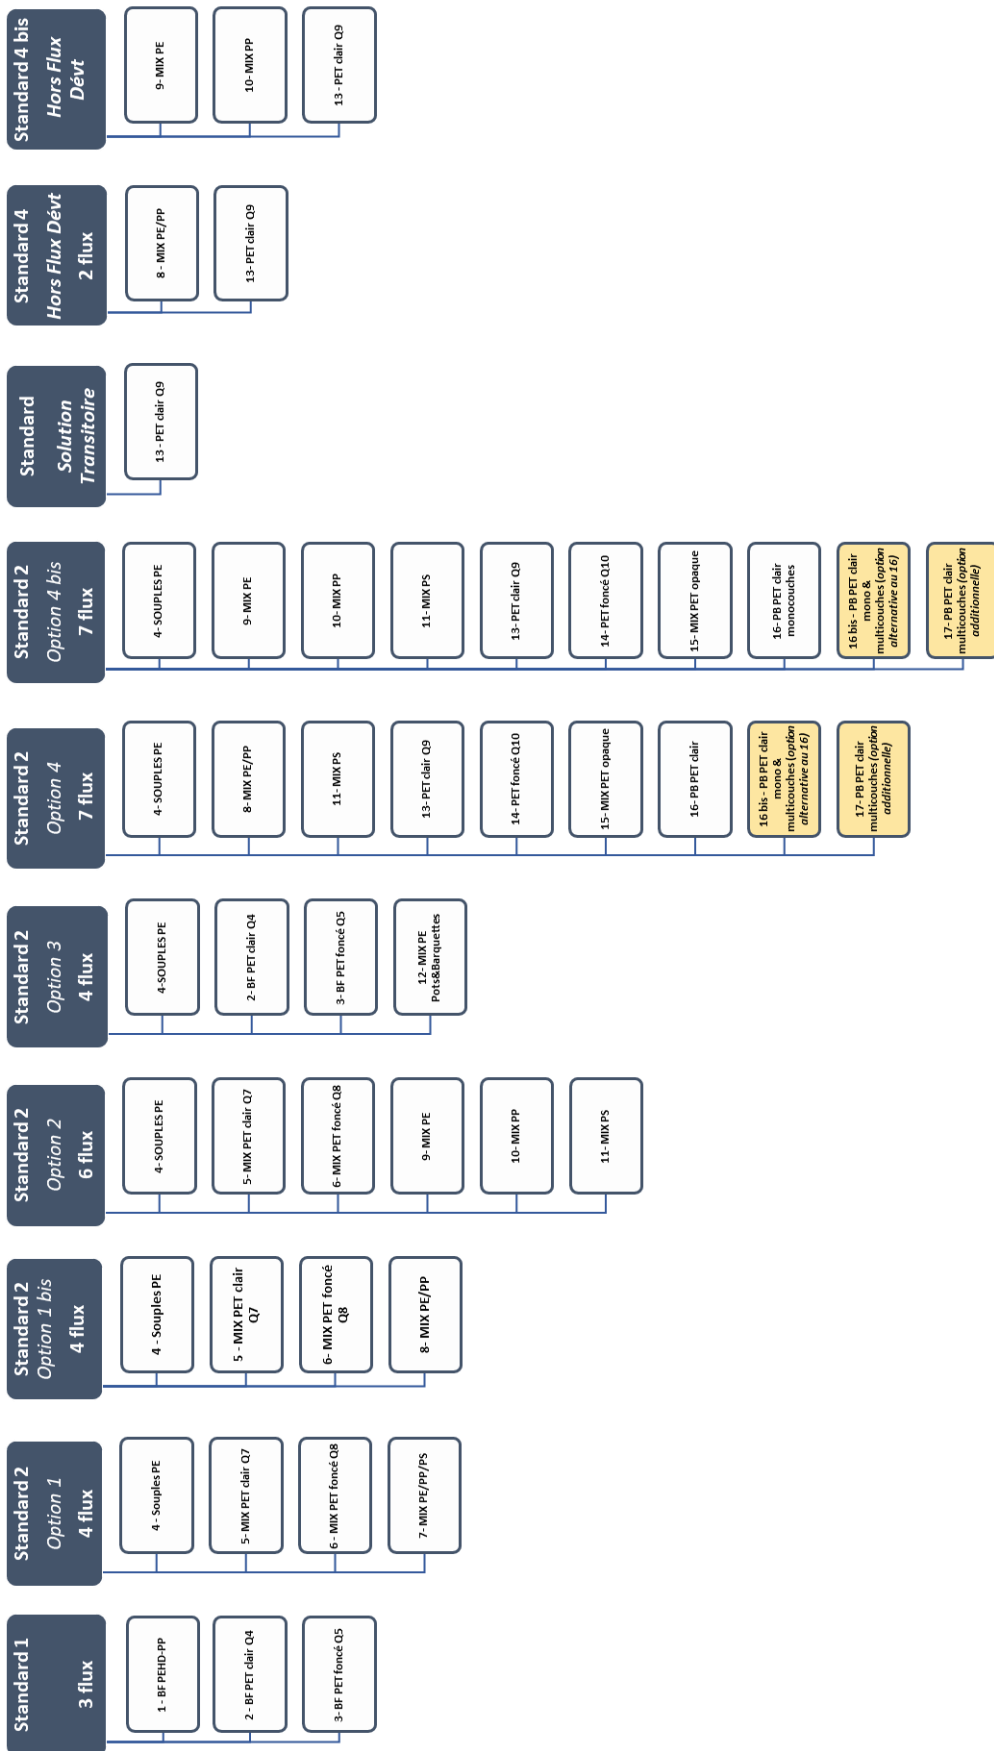 Standard 1
3 flux
1 - BF PEHD-PP
2 - BF PET clair Q4
3- BF PET foncé Q5
Standard 2
Option 1
4 flux
4 - Souples PE
5- MIX PET clair Q7
6 - MIX PET foncé Q8
7- MIX PE/PP/PS
Standard 2
Option 1 bis
4 flux
4 - Souples PE
5 - MIX PET clair
Q7
6- MIX PET foncé
Q8
8- MIX PE/PP
Standard 2
Option 2
6 flux
4- SOUPLES PE
5- MIX PET clair Q7
6- MIX PET foncé Q8
9- MIX PE
10- MIX PP
11- MIX PS
Standard 2
Option 3
4 flux
4-SOUPLES PE
2- BF PET clair Q4
3- BF PET foncé Q5
12- MIX PE
Pots&Barquettes
Standard 2
Option 4
7 flux
4- SOUPLES PE
8- MIX PE/PP
11- MIX PS
13- PET clair Q9
14- PET foncé Q10
15- MIX PET opaque
16- PB PET clair
16 bis - PB PET clair
mono &
multicouches (option
alternative au 16)
17- PB PET clair
multicouches (option
additionnelle)
Standard 2
Option 4 bis
7 flux
4- SOUPLES PE
9- MIX PE
10- MIX PP
11- MIX PS
13- PET clair Q9
14- PET foncé Q10
15- MIX PET opaque
16- PB PET clair
monocouches
16 bis - PB PET clair
mono &
multicouches (option
alternative au 16)
17- PB PET clair
multicouches (option
additionnelle)
Standard
Solution
Transitoire
13 - PET clair Q9
Standard 4
Hors Flux Dévt
2 flux
8 - MIX PE/PP
13- PET clair Q9
Standard 4 bis
Hors Flux
Dévt
9- MIX PE
10- MIX PP
13 - PET clair Q9